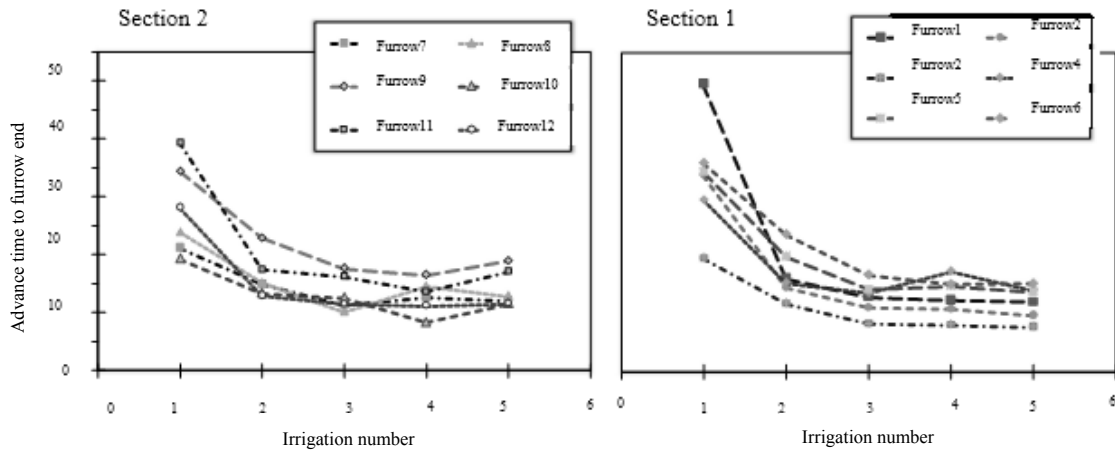 Section 2
Section 1
Furrow7
Furrow8
Furrow9
Furrow10
Furrow11
Furrow12
Furrow1
Furrow2
Furrow2
Furrow4
Furrow5
Furrow6
Advance time to furrow end
50
40
30
20
10
0
0 1 2 3 4 5 6
0 1 2 3 4 5 6
Irrigation number
Irrigation number